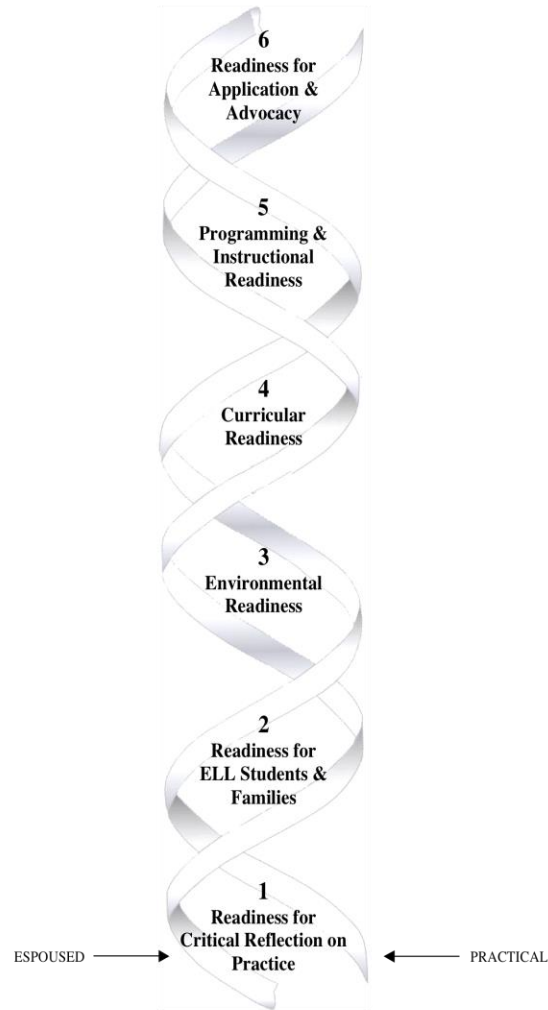 6
Readiness for
Application &
Advocacy
5
Programming &
Instructional
Readiness
4
Curricular
Readiness
3
Environmental
Readiness
2
Readiness for
ELL Students &
Families
1
Readiness for
Critical Reflection on
Practice
ESPOUSED
PRACTICAL